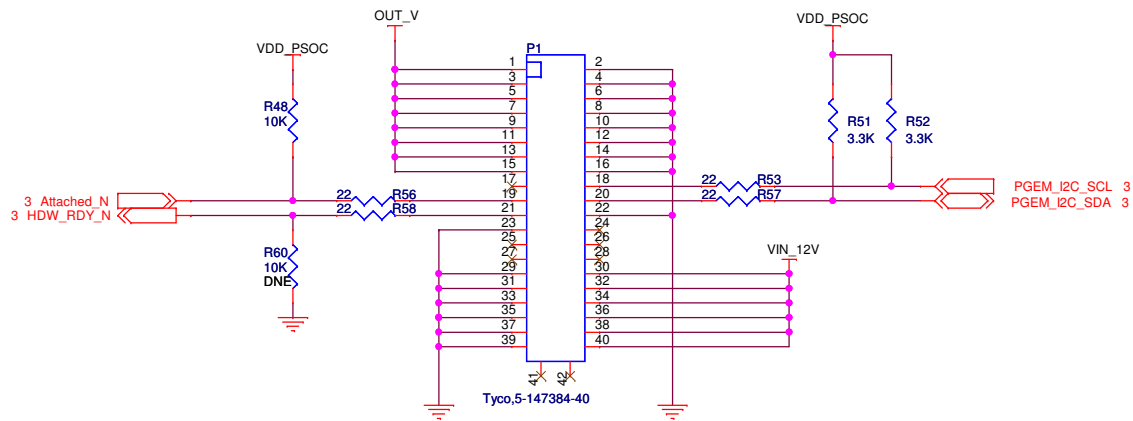 OUT_V
VDD_PSOC
VDD_PSOC
P1
1 2
3 4
5 6
7 8
9 10
11 12
13 14
15 16
17 18
19 20
21 22
23 24
25 26
27 28
29 30
31 32
33 34
35 36
37 38
39 40
41 42
R48
10K
R51
3.3K
R52
3.3K
3 Attached_N
22 R56
3 HDW_RDY_N
22 R58
22 R53
22 R57
PGEM_I2C_SCL 3
PGEM_I2C_SDA 3
R60
10K
DNE
VIN_12V
Tyco,5-147384-40